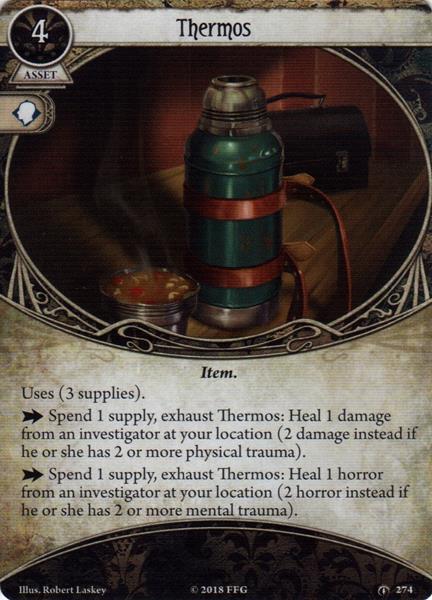 Thermos
4
ASSET
Item.
Uses (3 supplies).
Spend 1 supply, exhaust Thermos: Heal 1 damage
from an investigator at your location (2 damage instead if
he or she has 2 or more physical trauma).
Spend 1 supply, exhaust Thermos: Heal 1 horror
from an investigator at your location (2 horror instead if
he or she has 2 or more mental trauma).
Illus. Robert Laskey
© 2018 FFG
274